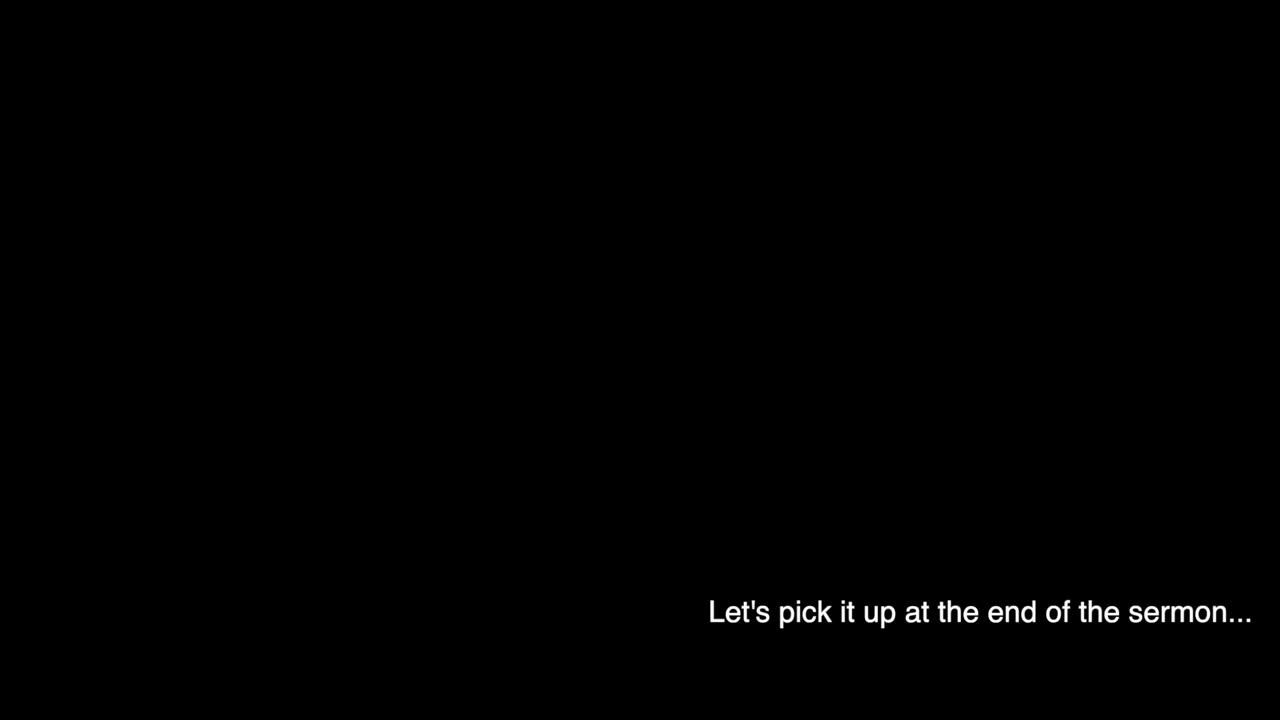 Let's pick it up at the end of the sermon...